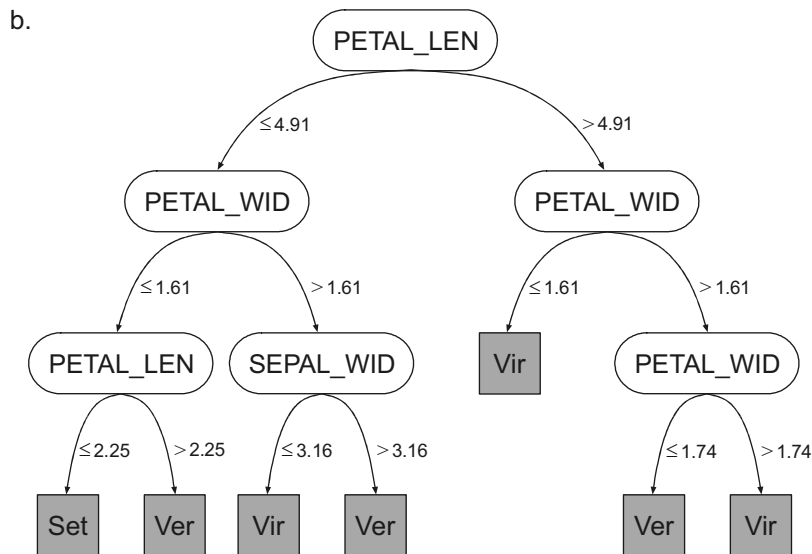 b.
PETAL_LEN
≤4.91
>4.91
PETAL_WID
PETAL_WID
≤1.61
>1.61
≤1.61
>1.61
PETAL_LEN
SEPAL_WID
Vir
PETAL_WID
≤2.25
>2.25
≤3.16
>3.16
≤1.74
>1.74
Set
Ver
Vir
Ver
Ver
Vir